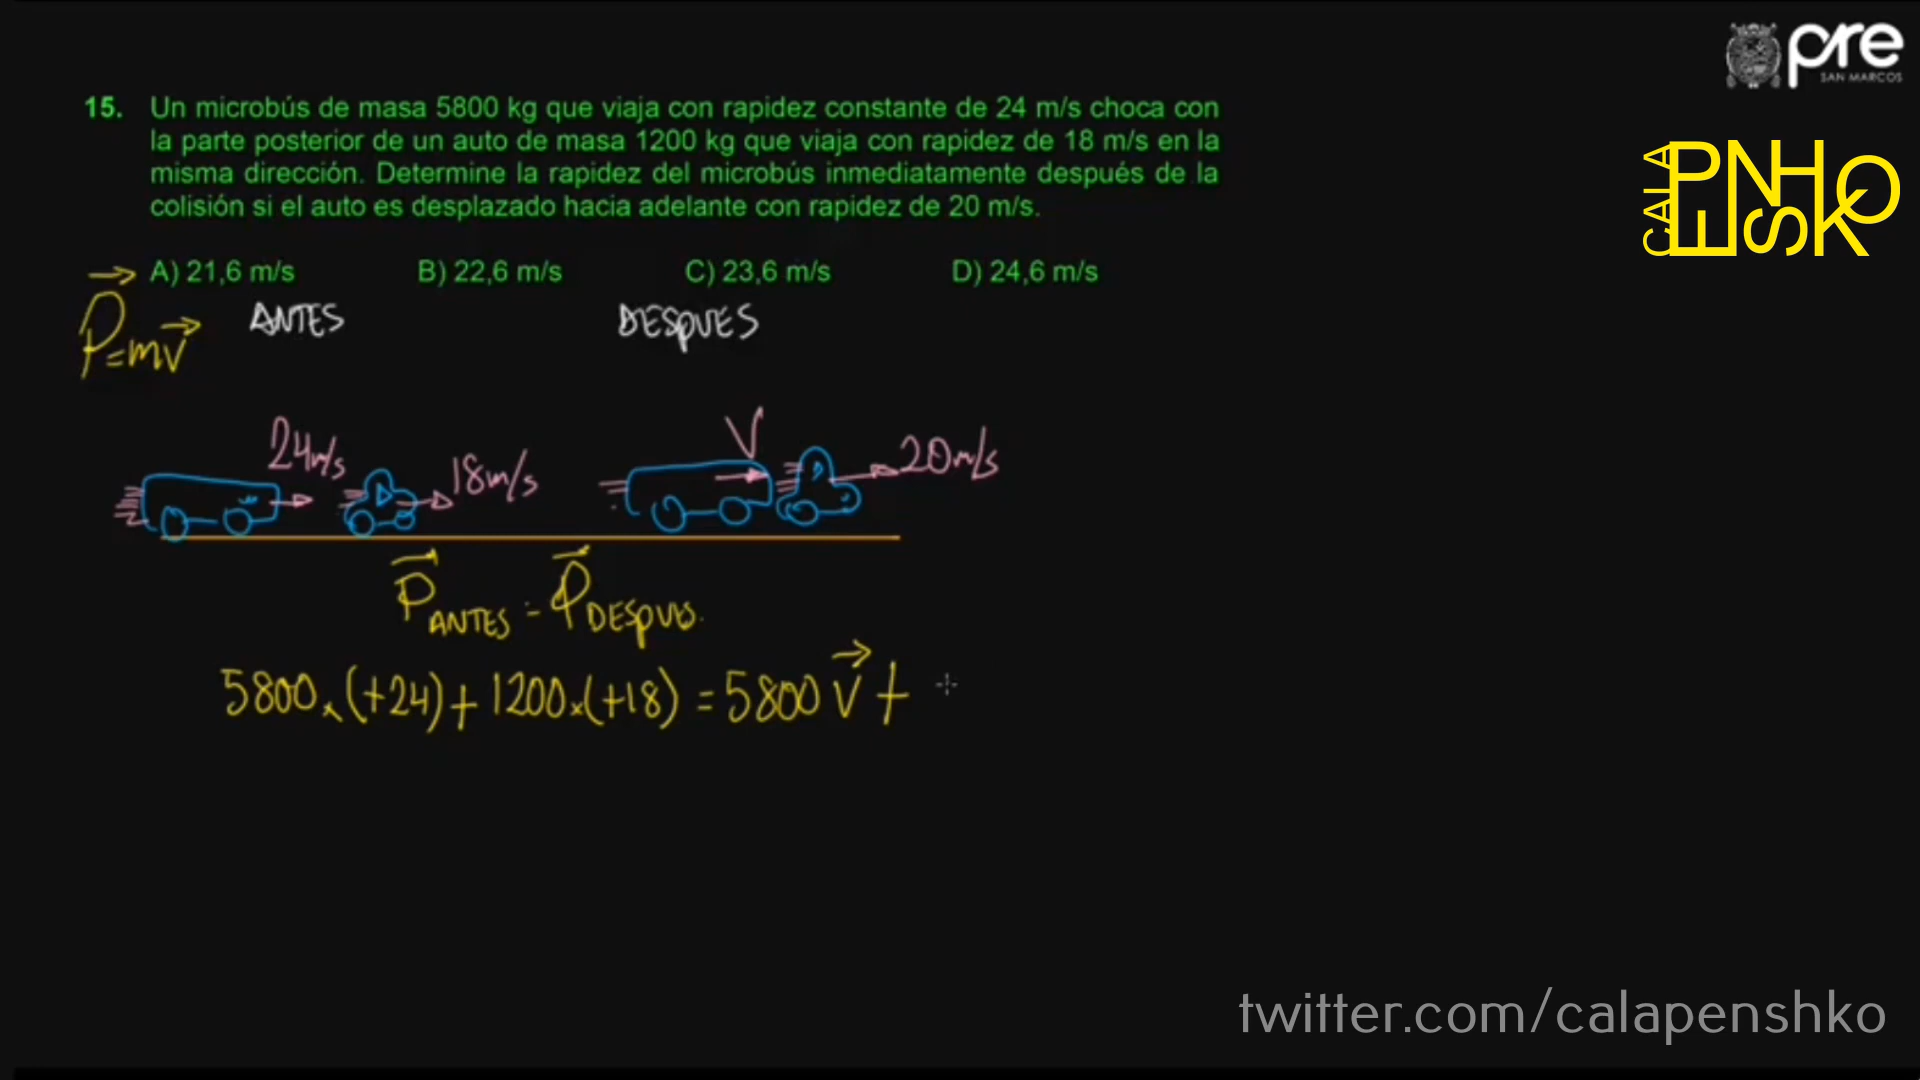 pre
SAN MARCOS
15. Un microbús de masa 5800 kg que viaja con rapidez constante de 24 m/s choca con
la parte posterior de un auto de masa 1200 kg que viaja con rapidez de 18 m/s en la
misma dirección. Determine la rapidez del microbús inmediatamente después de la
colisión si el auto es desplazado hacia adelante con rapidez de 20 m/s.
CALA PENSHKO
A) 21,6 m/s B) 22,6 m/s C) 23,6 m/s D) 24,6 m/s
ANTES DESPUES
P⃗=mv⃗
24m/s 18m/s V 20m/s
P⃗ANTES = P⃗DESPUES.
5800x(+24)+1200x(+18)=5800v⃗+
twitter.com/calapenshko